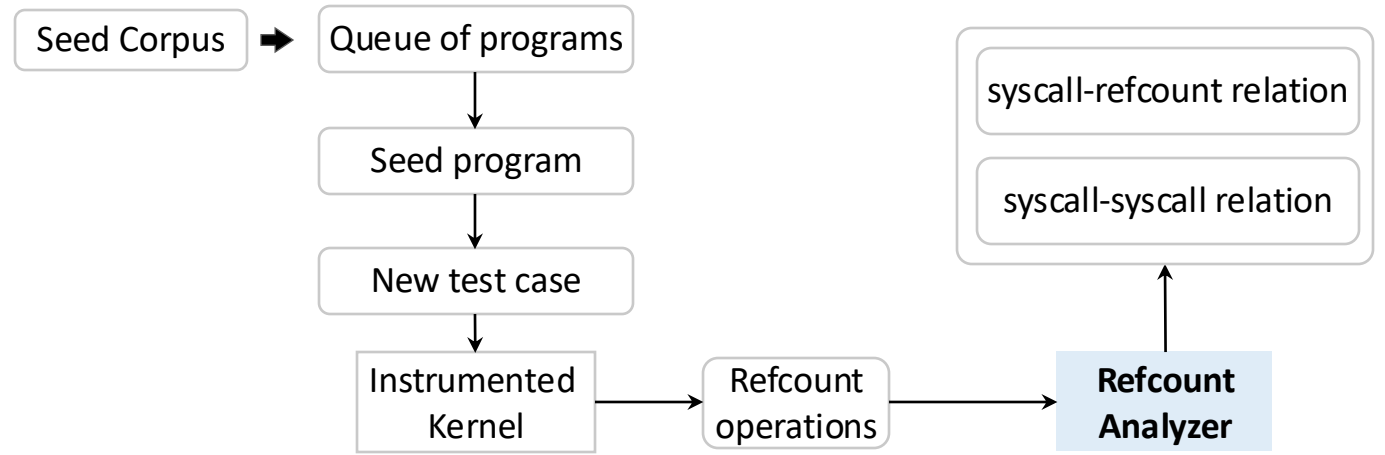 Seed Corpus
Queue of programs
Seed program
New test case
Instrumented
Kernel
Refcount
operations
Refcount
Analyzer
syscall-refcount relation
syscall-syscall relation